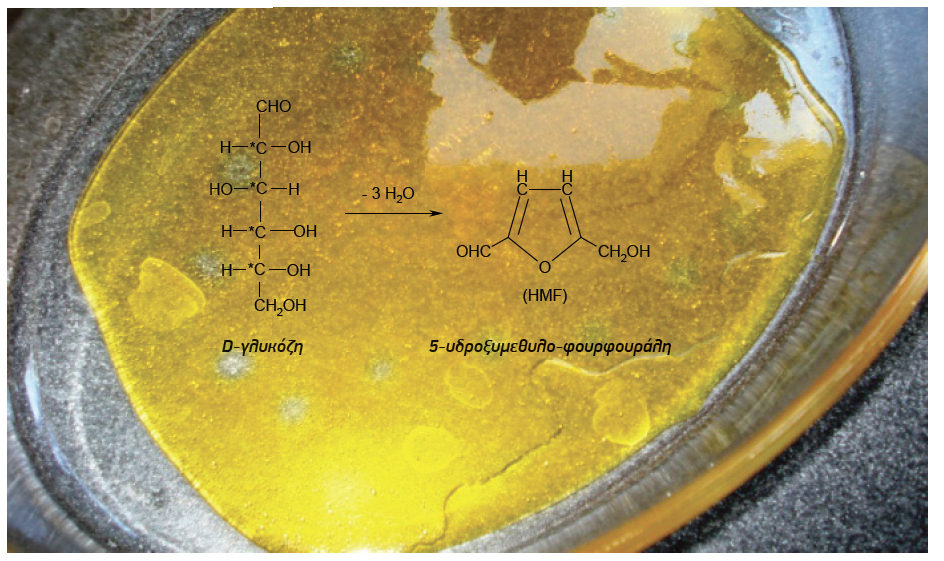 CHO
H—*C—OH
HO—*C—H
H—*C—OH
H—*C—OH
CH₂OH
D-γλυκόζη
- 3 H₂O
H H
C C
OHC O CH₂OH
(HMF)
5-υδροξυμεθυλο-φουρφουράλη